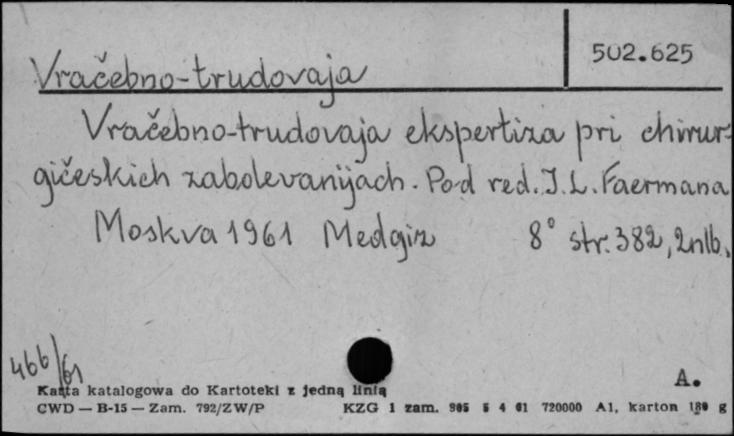 502.625
Vračebno-trudovaja
Vračebno-trudovaja ekspertiza pri chirur-
gičeskich zabolevanijach. Pod red. I. L. Faermana
Moskva 1961 Medgiz 8° str. 382, 2nlb.
466/61
A.
Karta katalogowa do Kartoteki z jedną linią
CWD — B-15 — Zam. 792/ZW/P KZG 1 zam. 905 5 4 61 720000 A1, karton 180 g